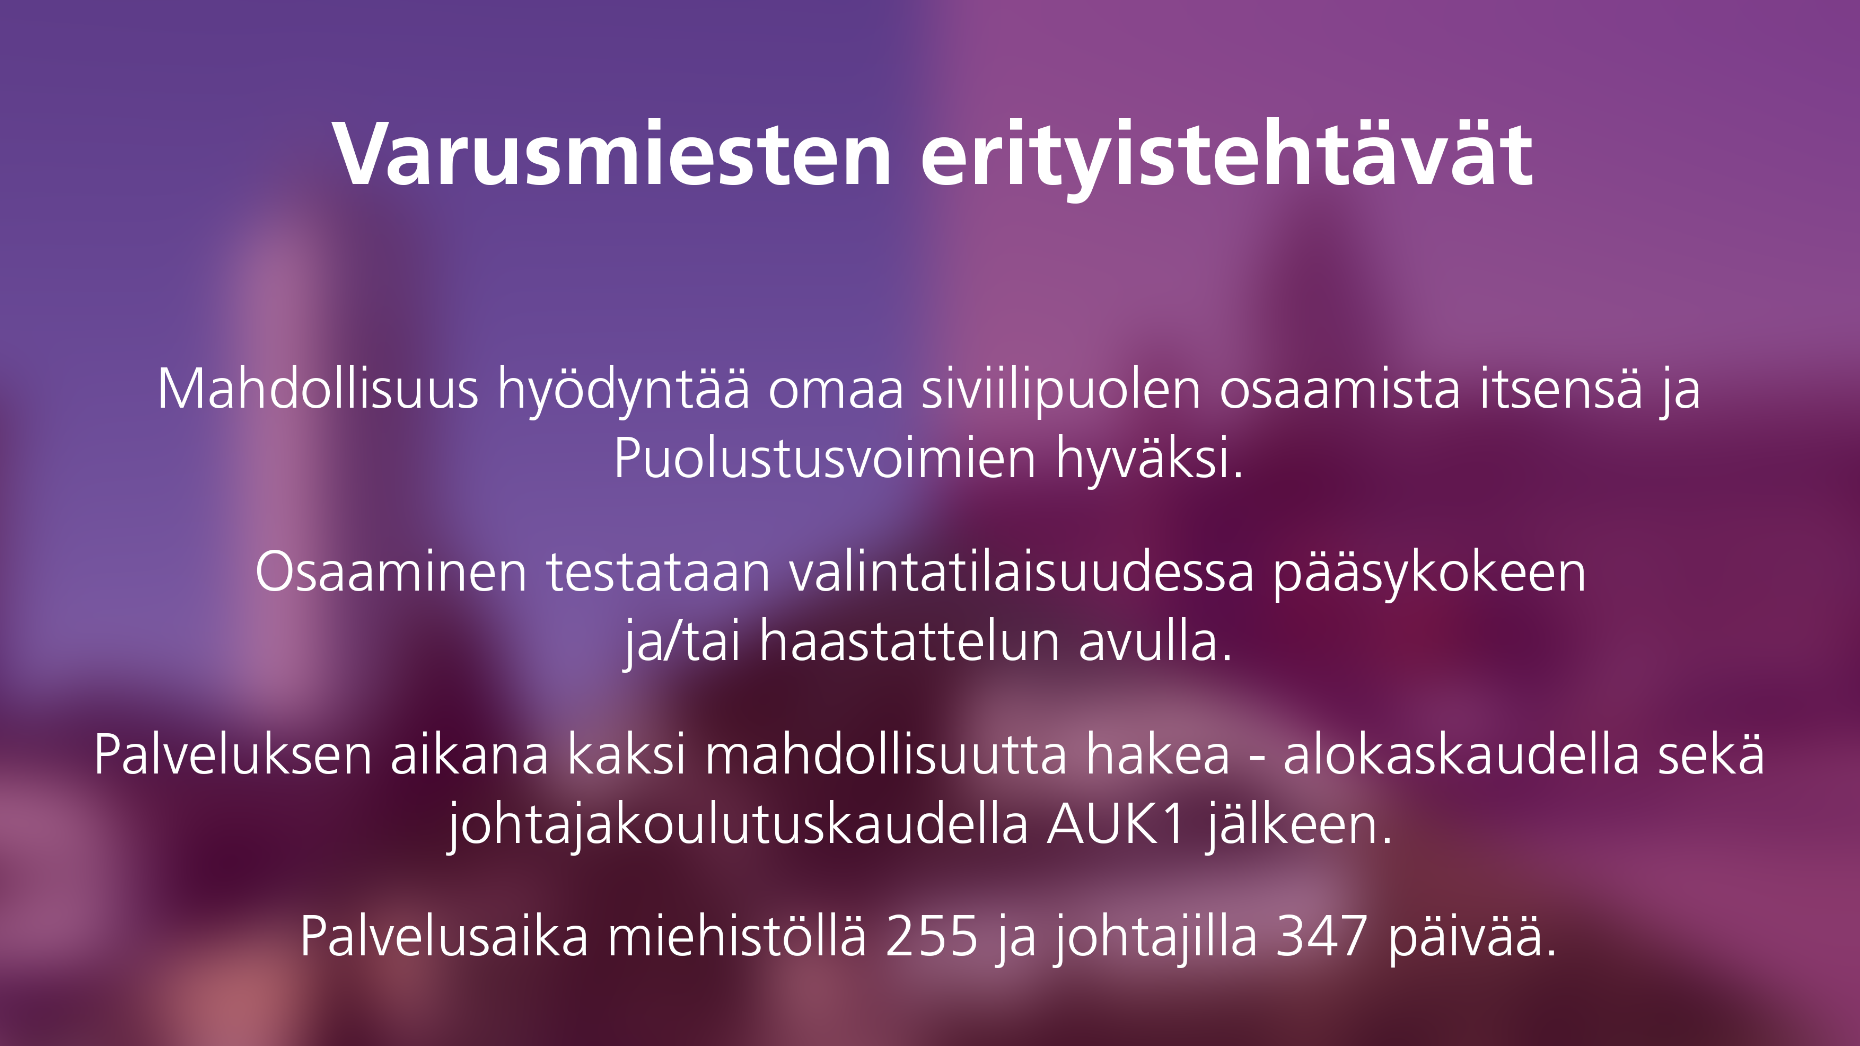 Varusmiesten erityistehtävät
Mahdollisuus hyödyntää omaa siviilipuolen osaamista itsensä ja
Puolustusvoimien hyväksi.
Osaaminen testataan valintatilaisuudessa pääsykokeen
ja/tai haastattelun avulla.
Palveluksen aikana kaksi mahdollisuutta hakea - alokaskaudella sekä
johtajakoulutuskaudella AUK1 jälkeen.
Palvelusaika miehistöllä 255 ja johtajilla 347 päivää.